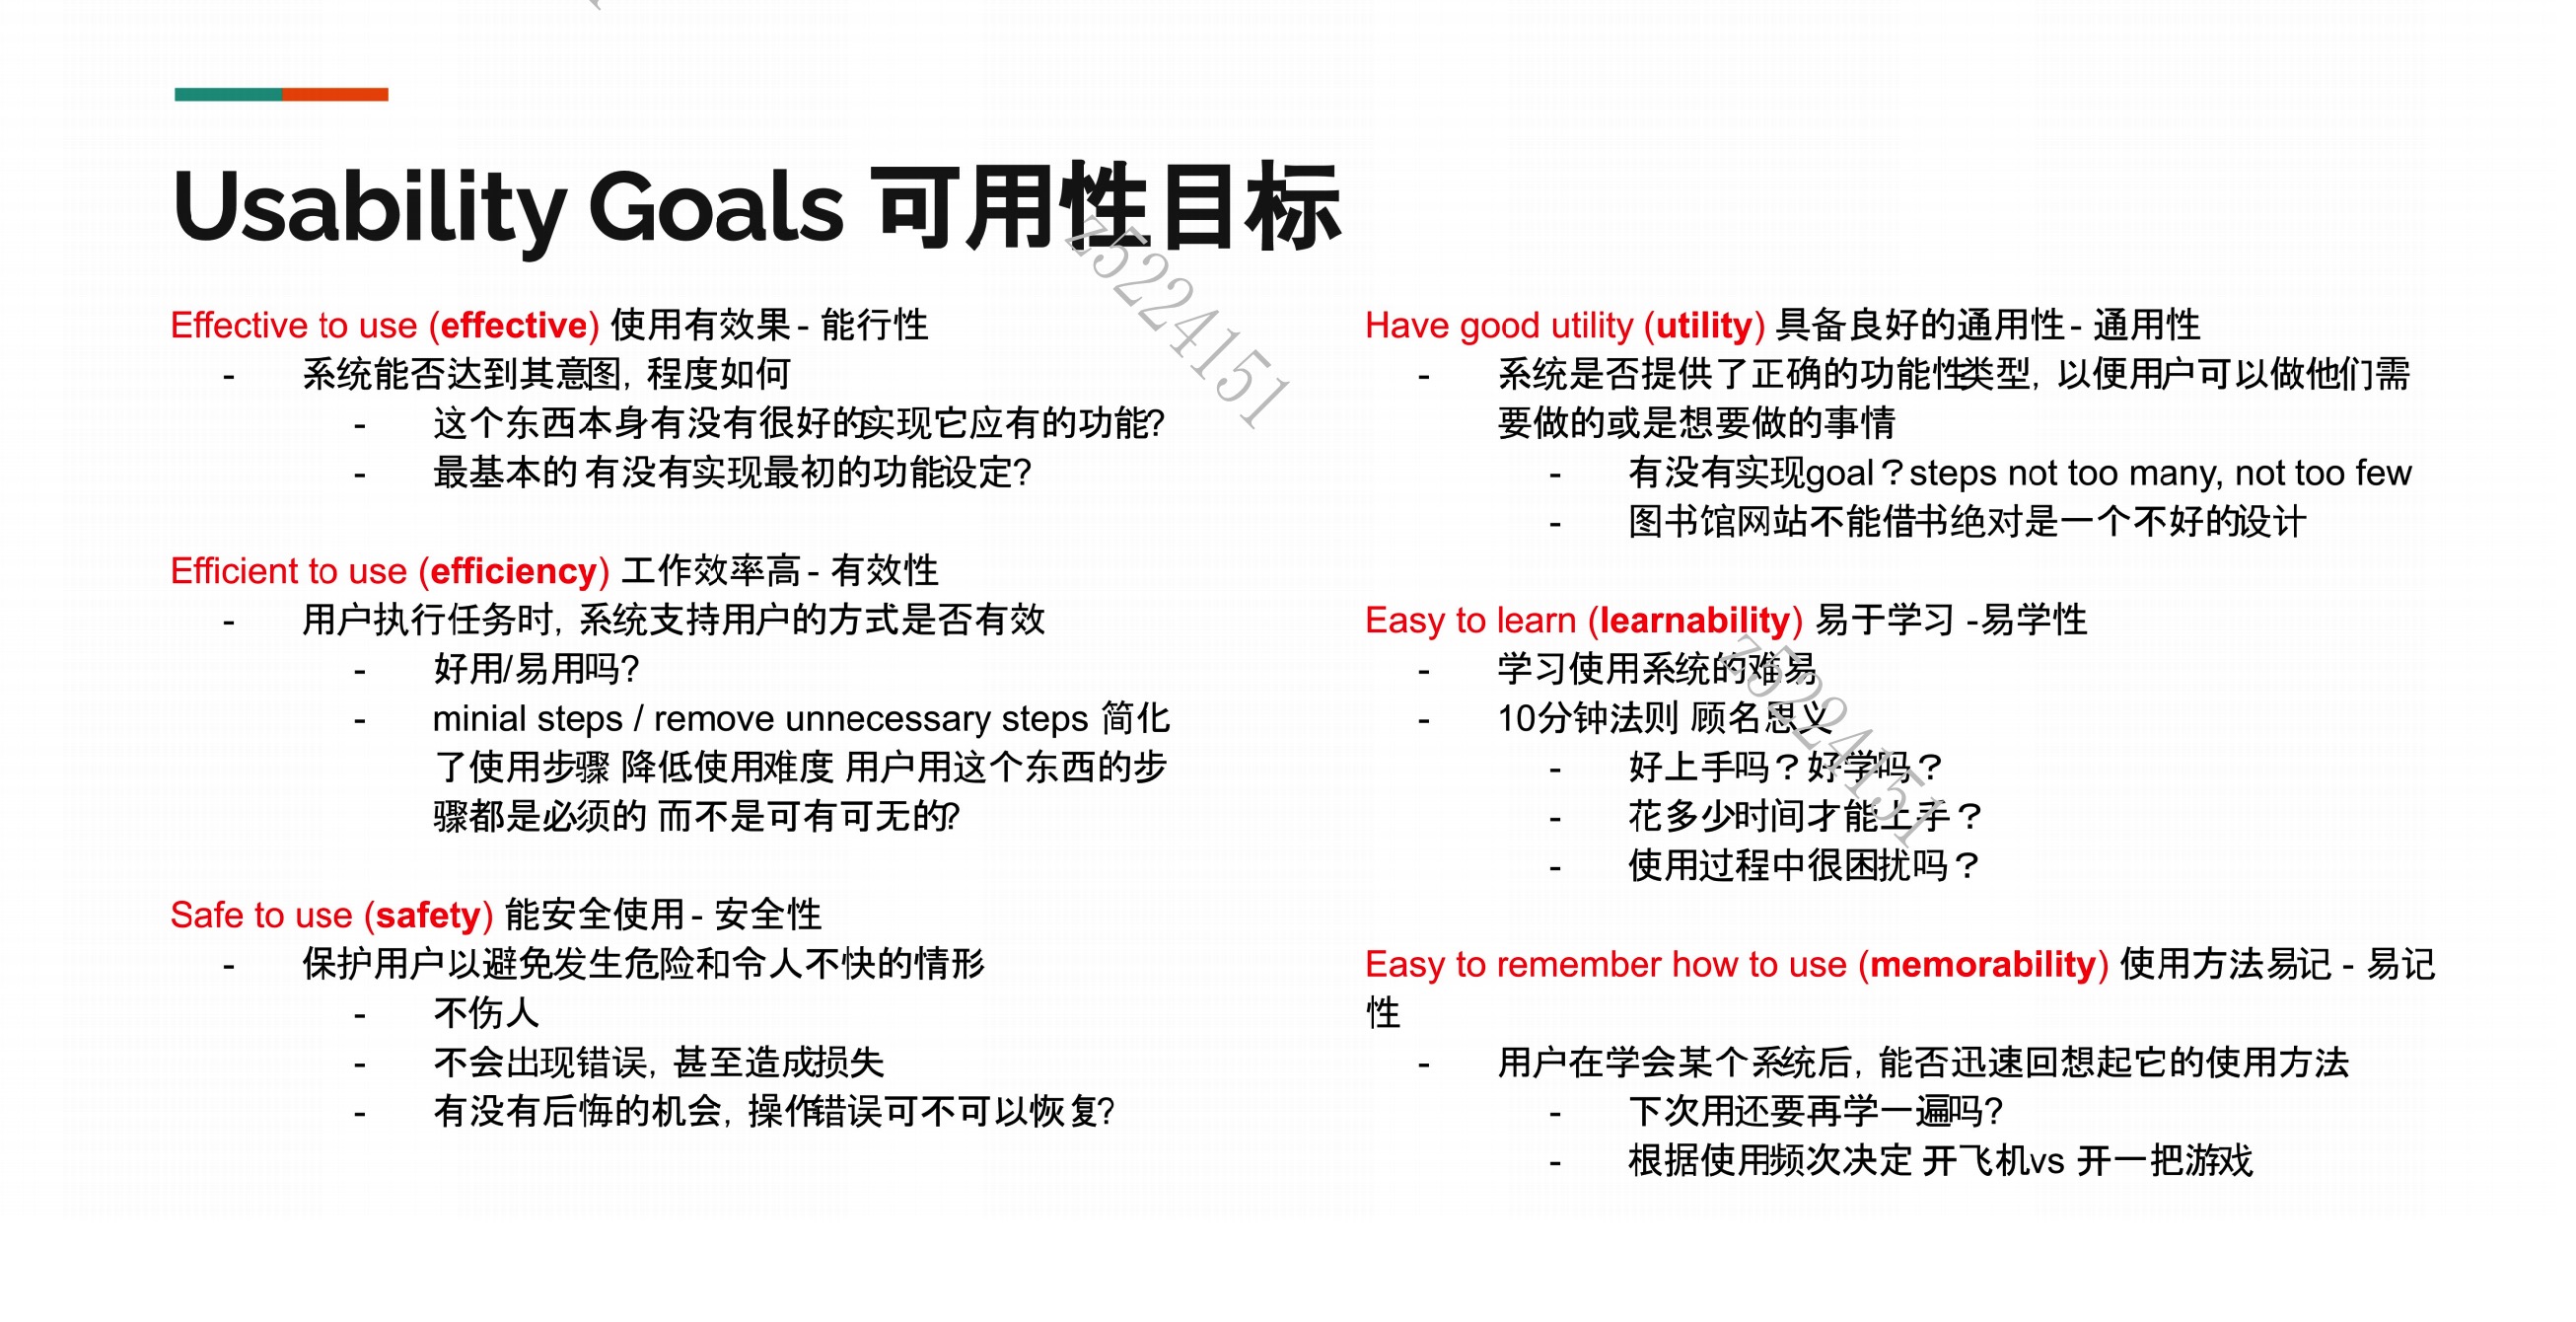 Usability Goals 可用性目标
Effective to use (effective) 使用有效果 - 能行性
- 系统能否达到其意图，程度如何
- 这个东西本身有没有很好的实现它应有的功能?
- 最基本的 有没有实现最初的功能设定?
Efficient to use (efficiency) 工作效率高 - 有效性
- 用户执行任务时，系统支持用户的方式是否有效
- 好用/易用吗?
- minial steps / remove unnecessary steps 简化
了使用步骤 降低使用难度 用户用这个东西的步
骤都是必须的 而不是可有可无的?
Safe to use (safety) 能安全使用 - 安全性
- 保护用户以避免发生危险和令人不快的情形
- 不伤人
- 不会出现错误，甚至造成损失
- 有没有后悔的机会，操作错误可不可以恢复?
Have good utility (utility) 具备良好的通用性 - 通用性
- 系统是否提供了正确的功能性类型，以便用户可以做他们需
要做的或是想要做的事情
- 有没有实现goal？steps not too many, not too few
- 图书馆网站不能借书绝对是一个不好的设计
Easy to learn (learnability) 易于学习 -易学性
- 学习使用系统的难易
- 10分钟法则 顾名思义
- 好上手吗？好学吗？
- 花多少时间才能上手？
- 使用过程中很困扰吗？
Easy to remember how to use (memorability) 使用方法易记 - 易记
性
- 用户在学会某个系统后，能否迅速回想起它的使用方法
- 下次用还要再学一遍吗?
- 根据使用频次决定 开飞机vs 开一把游戏
z5224151
z5224151